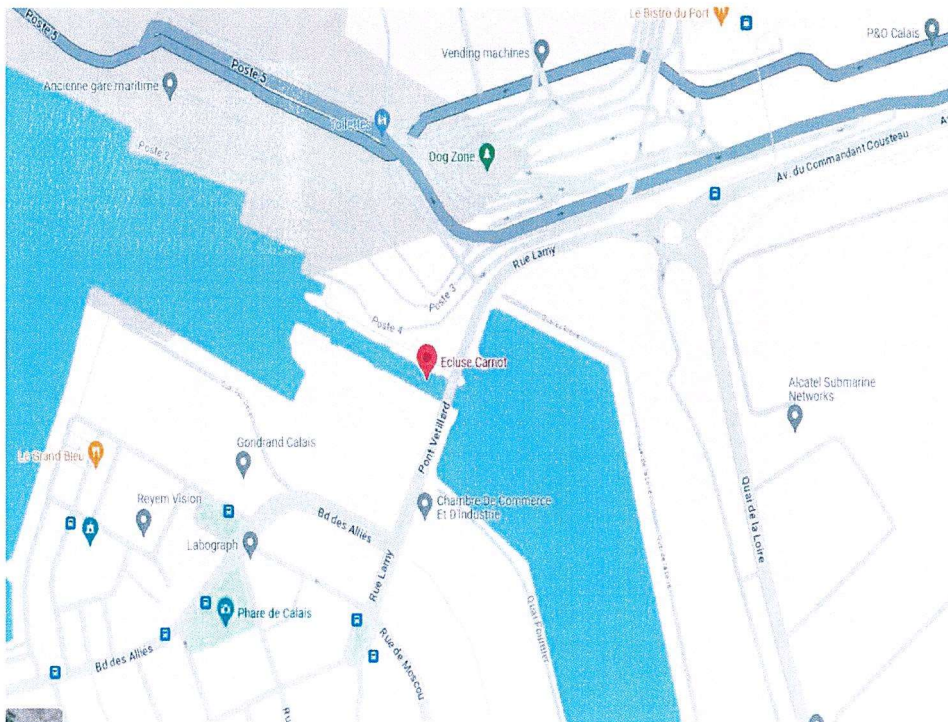 Le Bistro du Port
Poste 5
P&O Calais
Vending machines
Poste 5
Ancienne gare maritime
Toilettes
Poste 2
Dog Zone
Av. du Commandant Cousteau
Rue Lamy
Poste 3
Poste 4
Ecluse Carnot
Alcatel Submarine
Networks
Pont Vetillard
Gondrand Calais
Le Grand Bleu
Reyem Vision
Chambre De Commerce
Et D'Industrie
Bd des Alliés
Quai de la Loire
Labograph
Rue Lamy
Phare de Calais
Quai Fournier
Rue de Moscou
Bd des Alliés